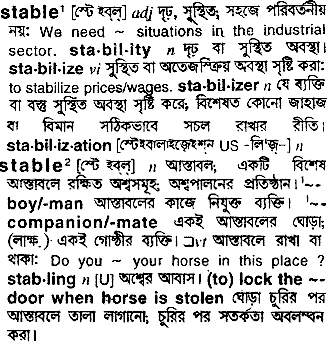 stable¹ [স্টেইব্‌ল্] adj দৃঢ়, সুস্থিত; সহজে পরিবর্তনীয়
নয়: We need ~ situations in the industrial
sector. sta·bil·ity n দৃঢ় বা সুস্থিত অবস্থা।
sta·bil·ize vi সুস্থিত বা অতেজস্ক্রিয় অবস্থা সৃষ্টি করা:
to stabilize prices/wages. sta·bil·izer n যে ব্যক্তি
বা বস্তু সুস্থিত অবস্থা সৃষ্টি করে; বিশেষত কোনো জাহাজ
বা বিমান সঠিকভাবে সচল রাখার রীতি।
sta·bil·iz·ation [স্টেইবালাইজ়েইশ্‌ন্ US -লিজ়্-] n
stable² [স্টেইব্‌ল্] n আস্তাবল; একটি বিশেষ
আস্তাবলে রক্ষিত অশ্বসমূহ; অশ্বপালনের প্রতিষ্ঠান। '~-
boy/-man আস্তাবলের কাজে নিযুক্ত ব্যক্তি। '~-
companion/-mate একই আস্তাবলের ঘোড়া;
(লাক্ষ.) একই গোষ্ঠীর ব্যক্তি। □vt আস্তাবলে রাখা বা
থাকা: Do you ~ your horse in this place ?
stab·ling n [U] অশ্বের আবাস। (to) lock the ~-
door when horse is stolen ঘোড়া চুরির পর
আস্তাবলে তালা লাগানো; চুরির পর সতর্কতা অবলম্বন
করা।